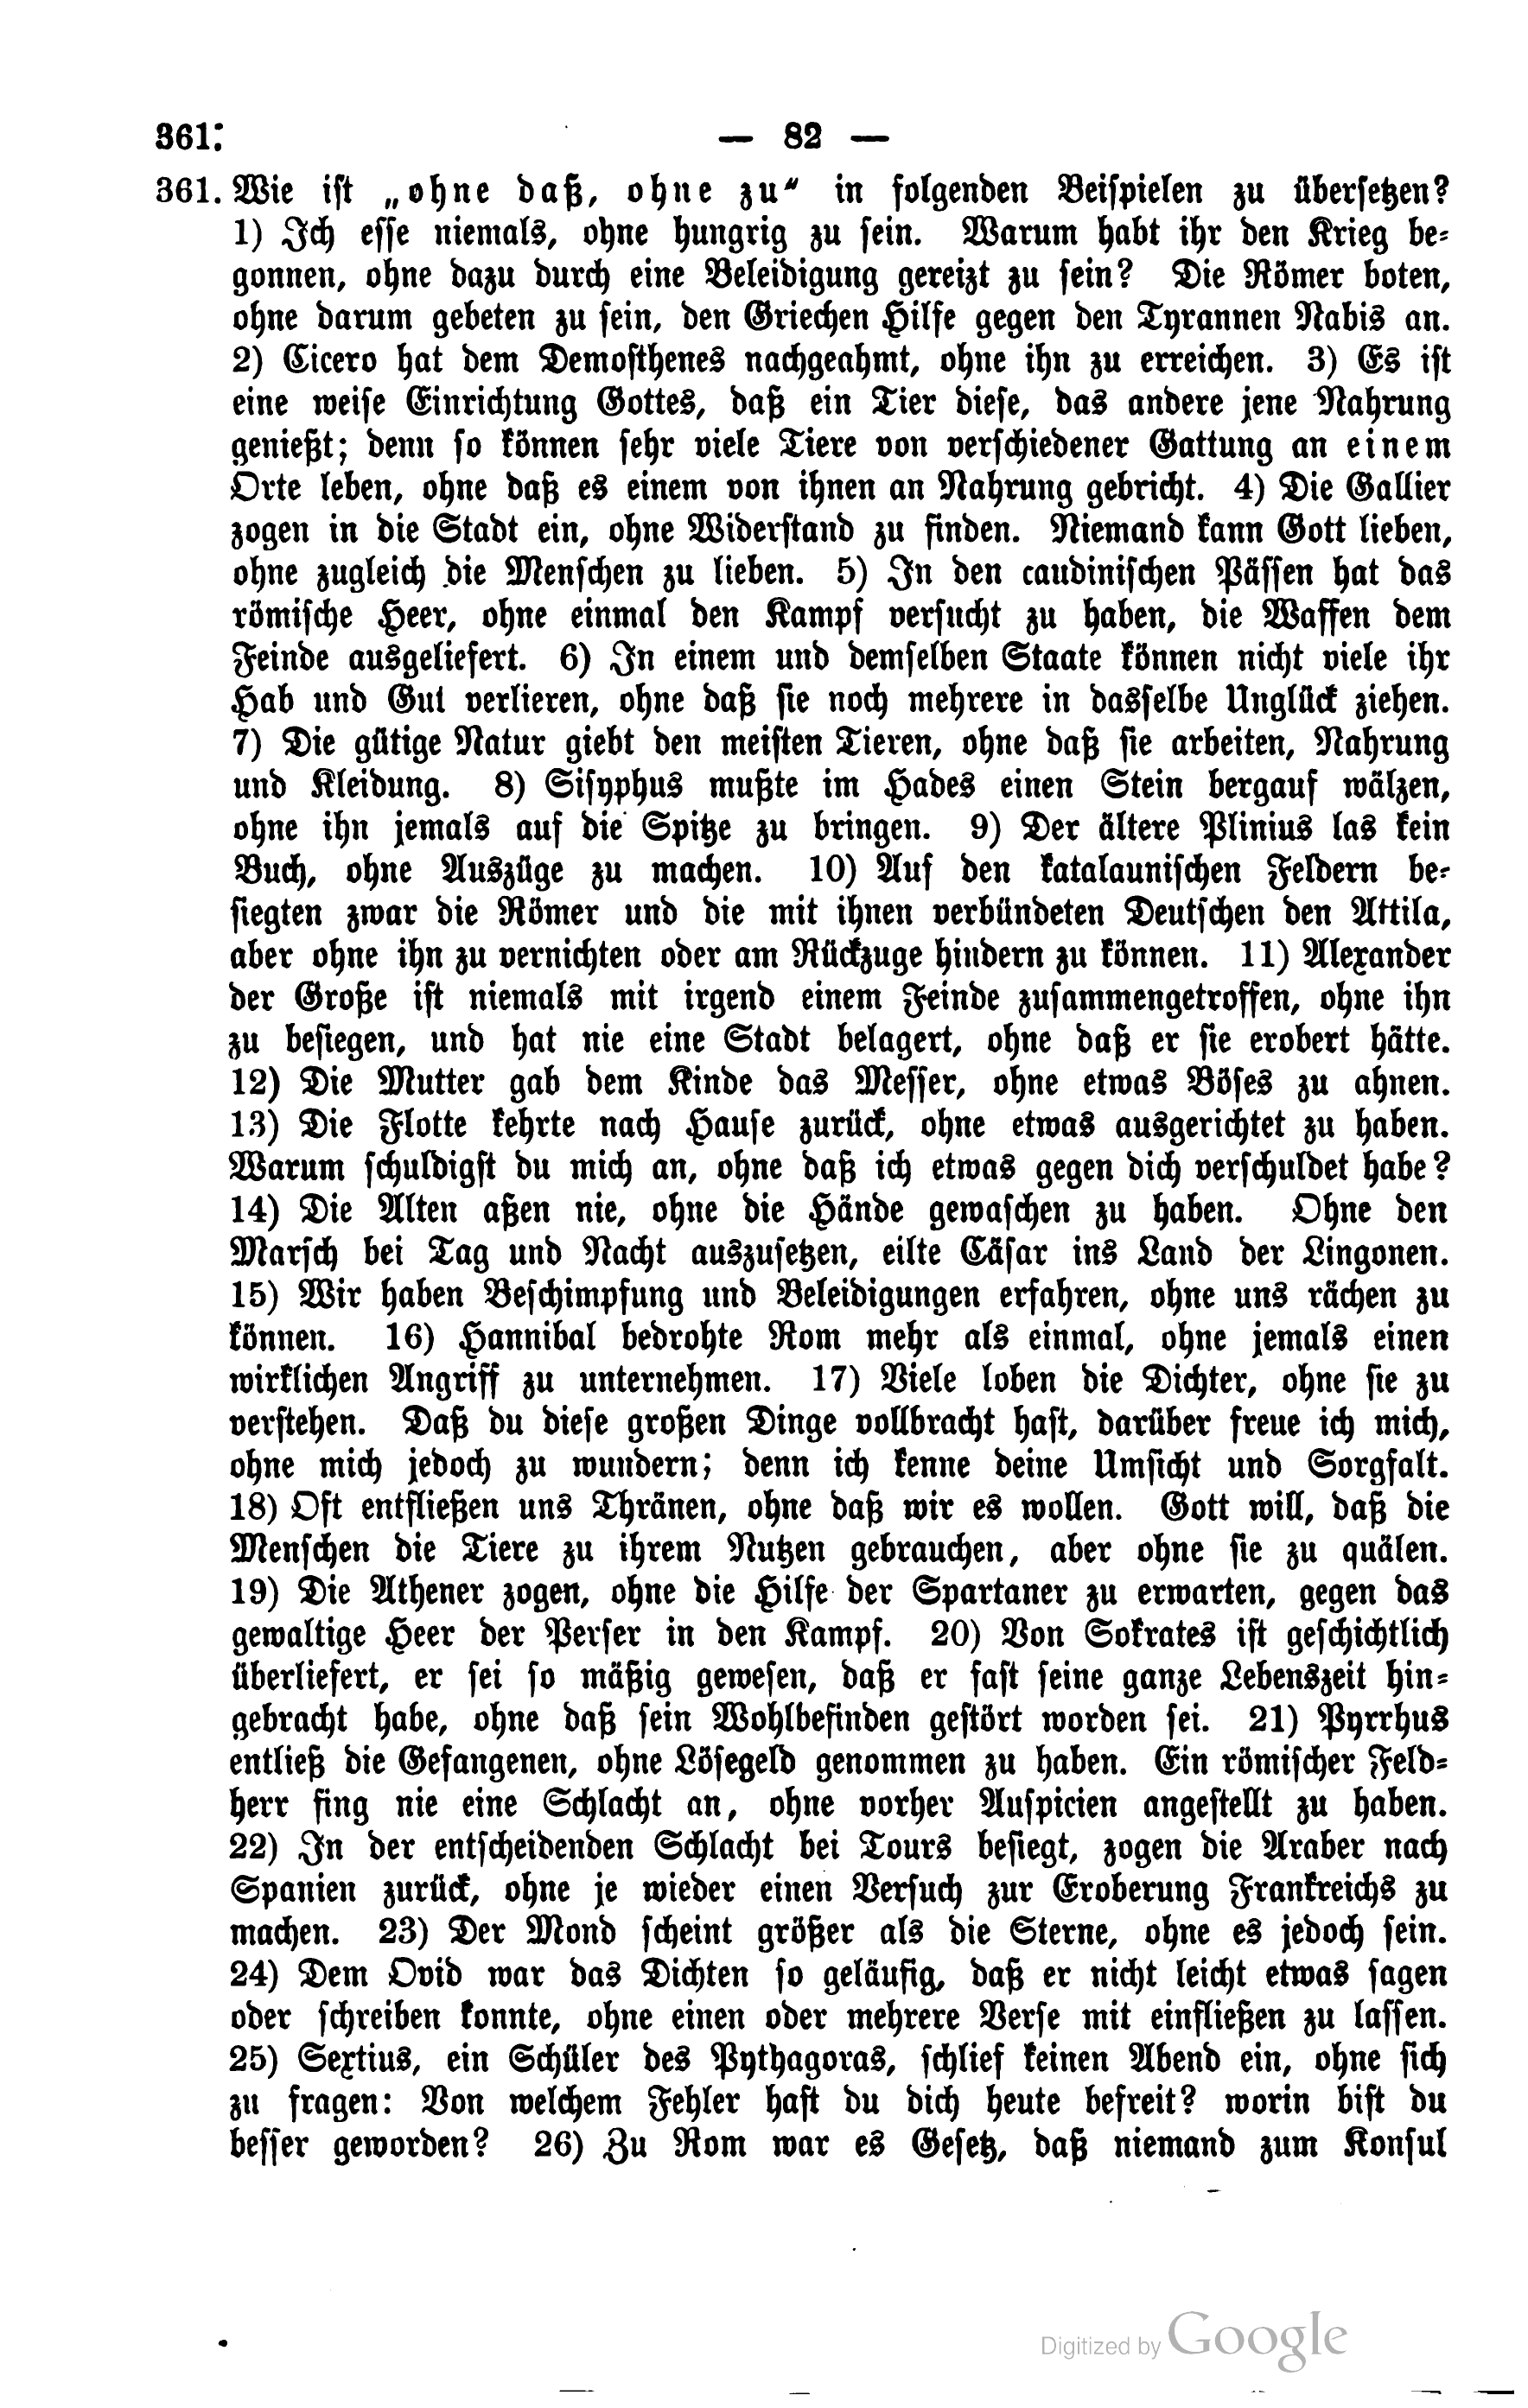 361. — 82 —
361. Wie ist „ohne daß, ohne zu“ in folgenden Beispielen zu übersetzen?
1) Ich esse niemals, ohne hungrig zu sein. Warum habt ihr den Krieg be-
gonnen, ohne dazu durch eine Beleidigung gereizt zu sein? Die Römer boten,
ohne darum gebeten zu sein, den Griechen Hilfe gegen den Tyrannen Nabis an.
2) Cicero hat dem Demosthenes nachgeahmt, ohne ihn zu erreichen. 3) Es ist
eine weise Einrichtung Gottes, daß ein Tier diese, das andere jene Nahrung
genießt; denn so können sehr viele Tiere von verschiedener Gattung an einem
Orte leben, ohne daß es einem von ihnen an Nahrung gebricht. 4) Die Gallier
zogen in die Stadt ein, ohne Widerstand zu finden. Niemand kann Gott lieben,
ohne zugleich die Menschen zu lieben. 5) In den caudinischen Pässen hat das
römische Heer, ohne einmal den Kampf versucht zu haben, die Waffen dem
Feinde ausgeliefert. 6) In einem und demselben Staate können nicht viele ihr
Hab und Gut verlieren, ohne daß sie noch mehrere in dasselbe Unglück ziehen.
7) Die gütige Natur giebt den meisten Tieren, ohne daß sie arbeiten, Nahrung
und Kleidung. 8) Sisyphus mußte im Hades einen Stein bergauf wälzen,
ohne ihn jemals auf die Spitze zu bringen. 9) Der ältere Plinius las kein
Buch, ohne Auszüge zu machen. 10) Auf den katalaunischen Feldern be-
siegten zwar die Römer und die mit ihnen verbündeten Deutschen den Attila,
aber ohne ihn zu vernichten oder am Rückzuge hindern zu können. 11) Alexander
der Große ist niemals mit irgend einem Feinde zusammengetroffen, ohne ihn
zu besiegen, und hat nie eine Stadt belagert, ohne daß er sie erobert hätte.
12) Die Mutter gab dem Kinde das Messer, ohne etwas Böses zu ahnen.
13) Die Flotte kehrte nach Hause zurück, ohne etwas ausgerichtet zu haben.
Warum schuldigst du mich an, ohne daß ich etwas gegen dich verschuldet habe?
14) Die Alten aßen nie, ohne die Hände gewaschen zu haben. Ohne den
Marsch bei Tag und Nacht auszusetzen, eilte Cäsar ins Land der Lingonen.
15) Wir haben Beschimpfung und Beleidigungen erfahren, ohne uns rächen zu
können. 16) Hannibal bedrohte Rom mehr als einmal, ohne jemals einen
wirklichen Angriff zu unternehmen. 17) Viele loben die Dichter, ohne sie zu
verstehen. Daß du diese großen Dinge vollbracht hast, darüber freue ich mich,
ohne mich jedoch zu wundern; denn ich kenne deine Umsicht und Sorgfalt.
18) Oft entfließen uns Thränen, ohne daß wir es wollen. Gott will, daß die
Menschen die Tiere zu ihrem Nutzen gebrauchen, aber ohne sie zu quälen.
19) Die Athener zogen, ohne die Hilfe der Spartaner zu erwarten, gegen das
gewaltige Heer der Perser in den Kampf. 20) Von Sokrates ist geschichtlich
überliefert, er sei so mäßig gewesen, daß er fast seine ganze Lebenszeit hin-
gebracht habe, ohne daß sein Wohlbefinden gestört worden sei. 21) Pyrrhus
entließ die Gefangenen, ohne Lösegeld genommen zu haben. Ein römischer Feld-
herr fing nie eine Schlacht an, ohne vorher Auspicien angestellt zu haben.
22) In der entscheidenden Schlacht bei Tours besiegt, zogen die Araber nach
Spanien zurück, ohne je wieder einen Versuch zur Eroberung Frankreichs zu
machen. 23) Der Mond scheint größer als die Sterne, ohne es jedoch sein.
24) Dem Ovid war das Dichten so geläufig, daß er nicht leicht etwas sagen
oder schreiben konnte, ohne einen oder mehrere Verse mit einfließen zu lassen.
25) Sextius, ein Schüler des Pythagoras, schlief keinen Abend ein, ohne sich
zu fragen: Von welchem Fehler hast du dich heute befreit? worin bist du
besser geworden? 26) Zu Rom war es Gesetz, daß niemand zum Konsul
Digitized by Google